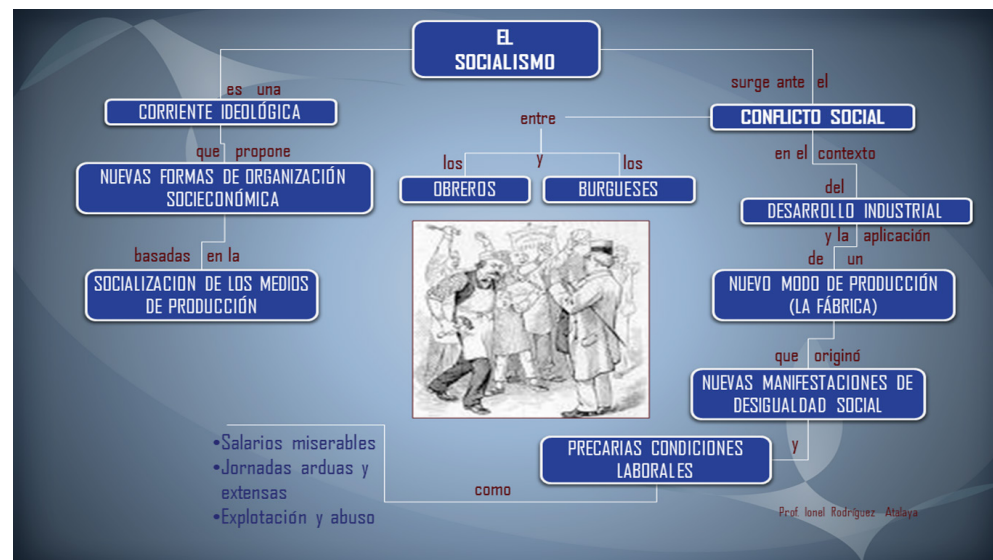 EL
SOCIALISMO
es una
CORRIENTE IDEOLÓGICA
que propone
NUEVAS FORMAS DE ORGANIZACIÓN
SOCIECONÓMICA
basadas en la
SOCIALIZACION DE LOS MEDIOS
DE PRODUCCIÓN
surge ante el
CONFLICTO SOCIAL
entre
los y los
OBREROS
BURGUESES
en el contexto
del
DESARROLLO INDUSTRIAL
y la aplicación
de un
NUEVO MODO DE PRODUCCIÓN
(LA FÁBRICA)
que originó
NUEVAS MANIFESTACIONES DE
DESIGUALDAD SOCIAL
y
PRECARIAS CONDICIONES
LABORALES
como
•Salarios miserables
•Jornadas arduas y
extensas
•Explotación y abuso
Prof. Ionel Rodríguez Atalaya